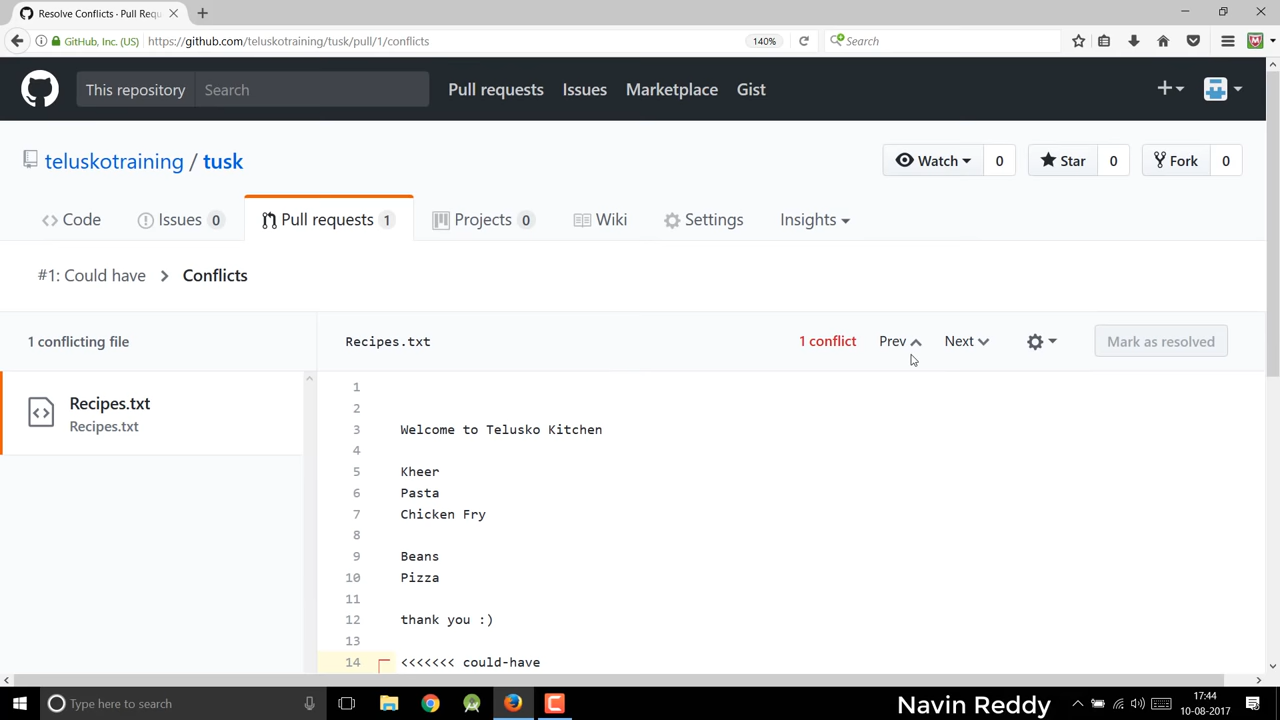 Resolve Conflicts · Pull Requ
GitHub, Inc. (US)
https://github.com/teluskotraining/tusk/pull/1/conflicts
140%
Search
This repository
Search
Pull requests
Issues
Marketplace
Gist
teluskotraining / tusk
Watch
0
Star
0
Fork
0
Code
Issues 0
Pull requests 1
Projects 0
Wiki
Settings
Insights
#1: Could have
Conflicts
1 conflicting file
Recipes.txt
1 conflict
Prev
Next
Mark as resolved
Recipes.txt
Recipes.txt
1
2
3 Welcome to Telusko Kitchen
4
5 Kheer
6 Pasta
7 Chicken Fry
8
9 Beans
10 Pizza
11
12 thank you :)
13
14 <<<<<<< could-have
Type here to search
Navin Reddy
17:44
10-08-2017